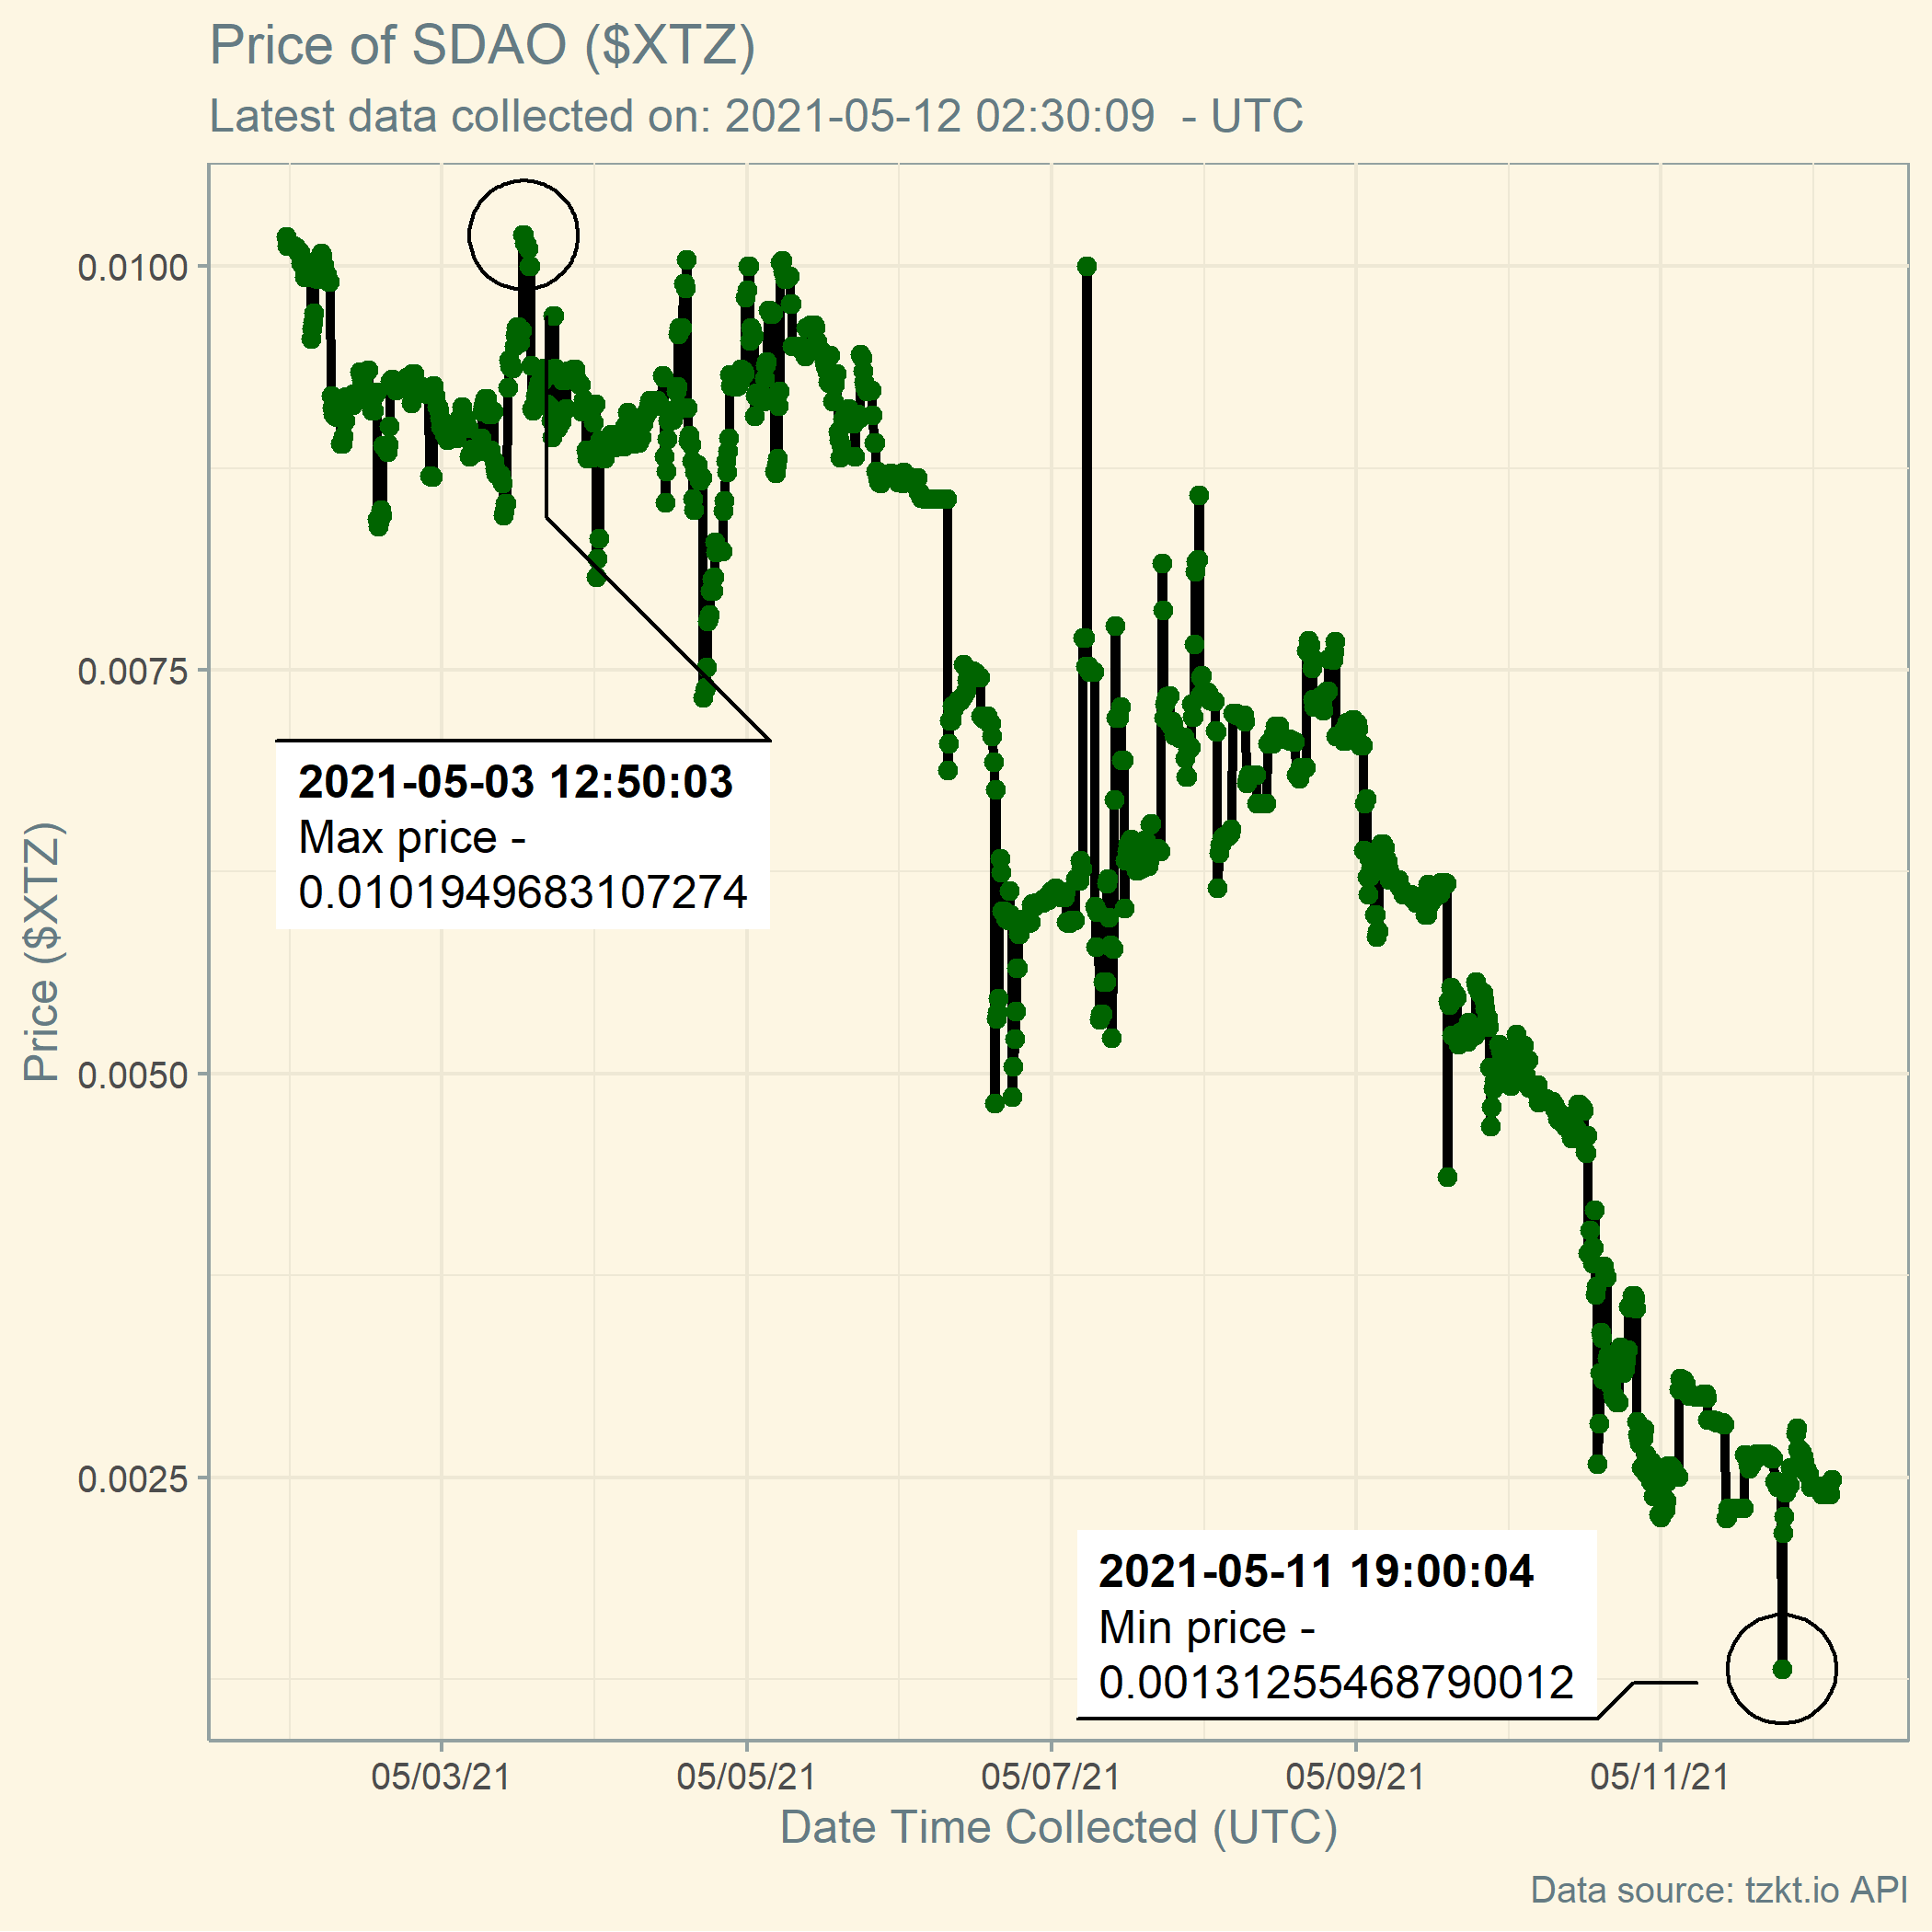 Price of SDAO ($XTZ)
Latest data collected on: 2021-05-12 02:30:09  - UTC
Price ($XTZ)
0.0100
0.0075
0.0050
0.0025
2021-05-03 12:50:03
Max price -
0.0101949683107274
2021-05-11 19:00:04
Min price -
0.00131255468790012
05/03/21
05/05/21
05/07/21
05/09/21
05/11/21
Date Time Collected (UTC)
Data source: tzkt.io API